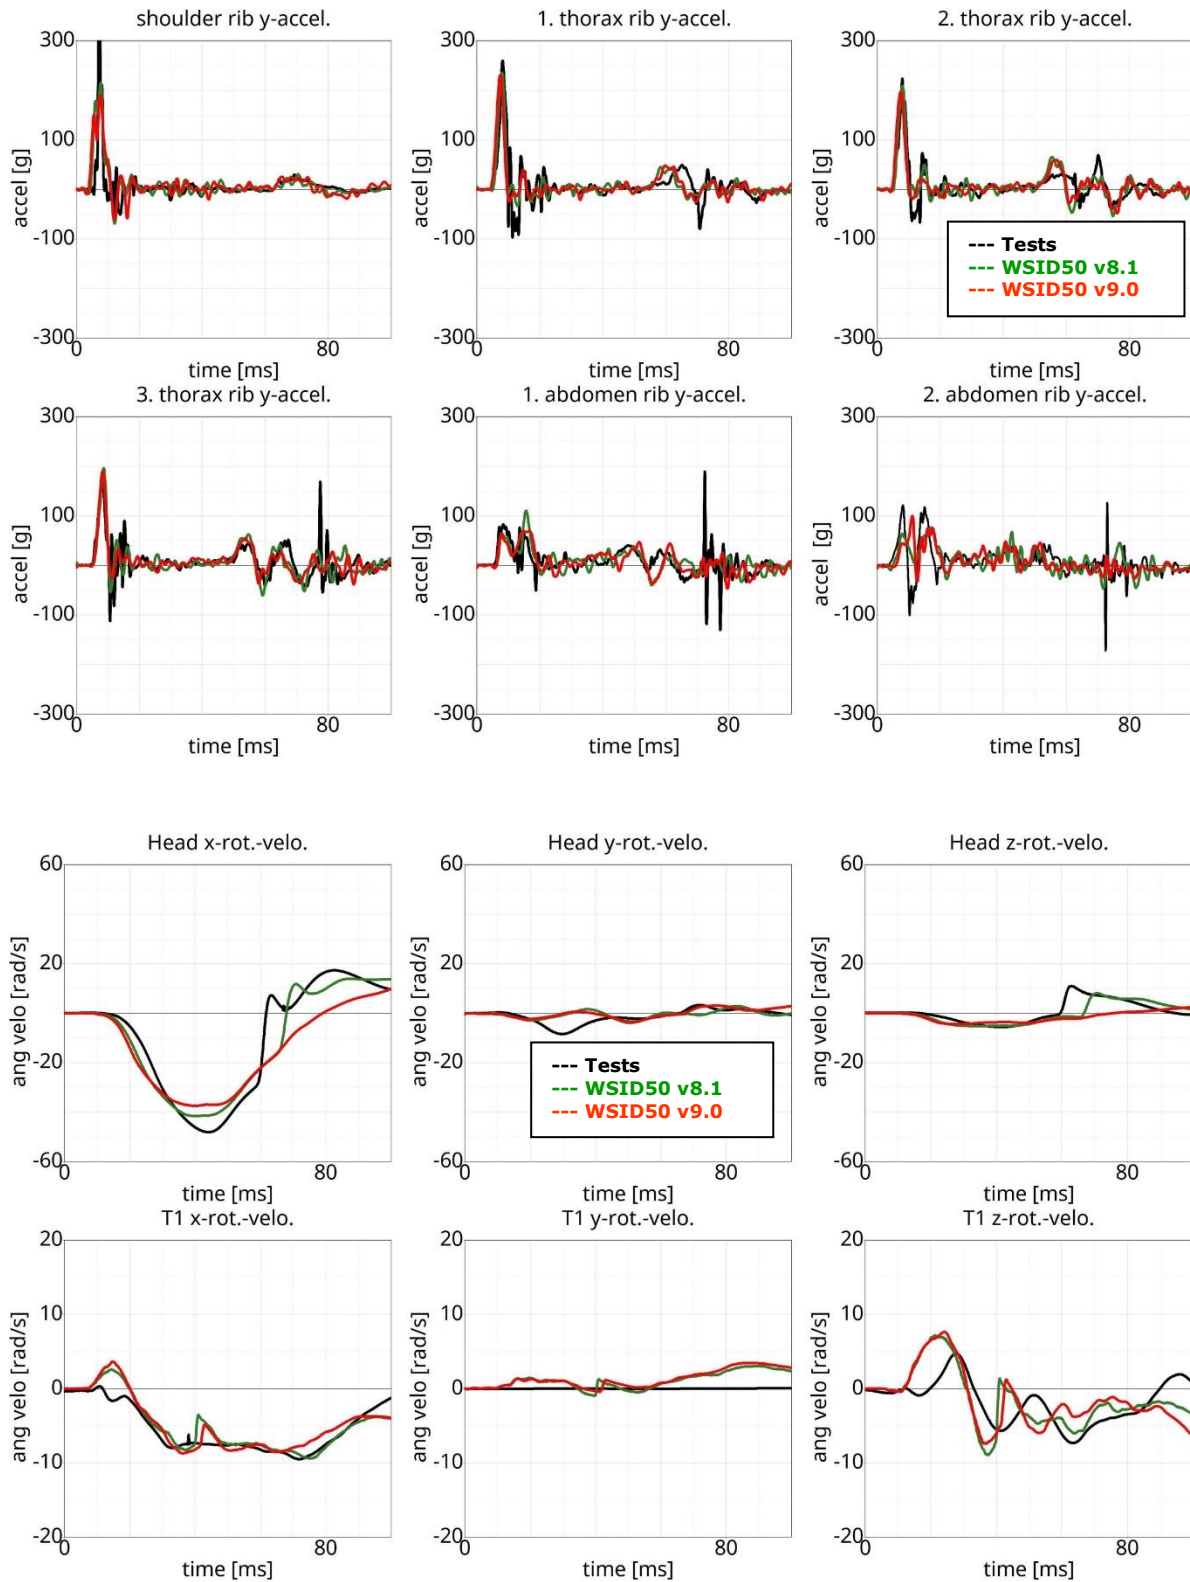 shoulder rib y-accel.
1. thorax rib y-accel.
2. thorax rib y-accel.
300
100
-100
-300
accel [g]
0
80
time [ms]
300
100
-100
-300
accel [g]
0
80
time [ms]
300
100
-100
-300
accel [g]
0
80
time [ms]
--- Tests
--- WSID50 v8.1
--- WSID50 v9.0
3. thorax rib y-accel.
1. abdomen rib y-accel.
2. abdomen rib y-accel.
300
100
-100
-300
accel [g]
0
80
time [ms]
300
100
-100
-300
accel [g]
0
80
time [ms]
300
100
-100
-300
accel [g]
0
80
time [ms]
Head x-rot.-velo.
Head y-rot.-velo.
Head z-rot.-velo.
60
20
-20
-60
ang velo [rad/s]
0
80
time [ms]
60
20
-20
-60
ang velo [rad/s]
0
80
time [ms]
--- Tests
--- WSID50 v8.1
--- WSID50 v9.0
60
20
-20
-60
ang velo [rad/s]
0
80
time [ms]
T1 x-rot.-velo.
T1 y-rot.-velo.
T1 z-rot.-velo.
20
10
0
-10
-20
ang velo [rad/s]
0
80
time [ms]
20
10
0
-10
-20
ang velo [rad/s]
0
80
time [ms]
20
10
0
-10
-20
ang velo [rad/s]
0
80
time [ms]